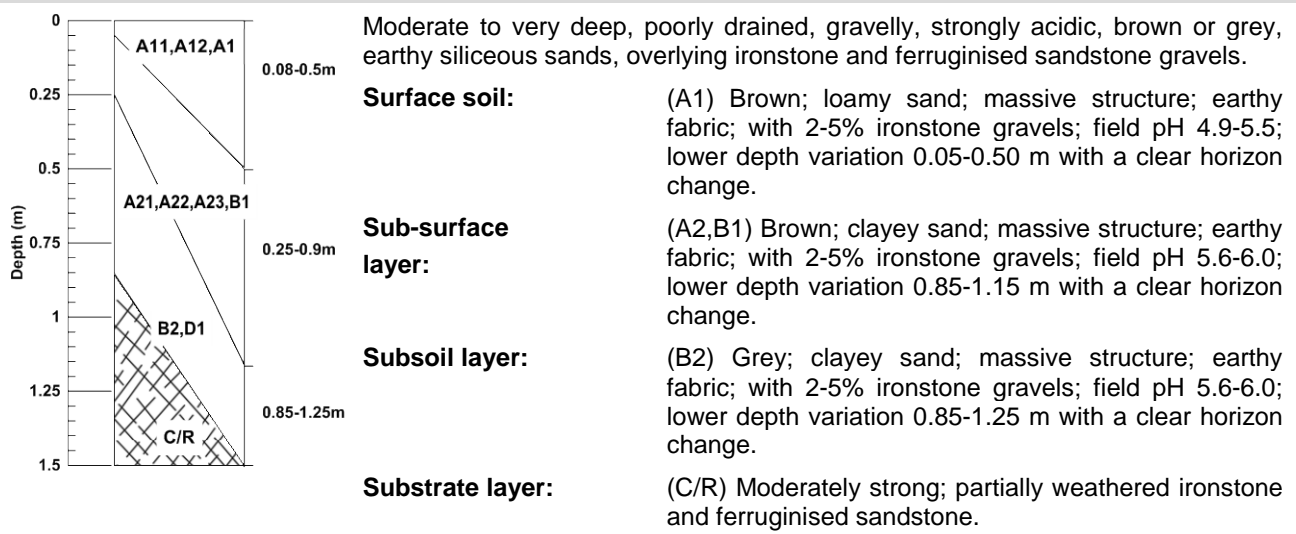 Moderate to very deep, poorly drained, gravelly, strongly acidic, brown or grey,
earthy siliceous sands, overlying ironstone and ferruginised sandstone gravels.
0
A11,A12,A1
0.08-0.5m
0.25
0.5
A21,A22,A23,B1
Depth (m)
0.75
0.25-0.9m
1
B2,D1
1.25
0.85-1.25m
C/R
1.5
Surface soil:
(A1) Brown; loamy sand; massive structure; earthy
fabric; with 2-5% ironstone gravels; field pH 4.9-5.5;
lower depth variation 0.05-0.50 m with a clear horizon
change.
Sub-surface
layer:
(A2,B1) Brown; clayey sand; massive structure; earthy
fabric; with 2-5% ironstone gravels; field pH 5.6-6.0;
lower depth variation 0.85-1.15 m with a clear horizon
change.
Subsoil layer:
(B2) Grey; clayey sand; massive structure; earthy
fabric; with 2-5% ironstone gravels; field pH 5.6-6.0;
lower depth variation 0.85-1.25 m with a clear horizon
change.
Substrate layer:
(C/R) Moderately strong; partially weathered ironstone
and ferruginised sandstone.